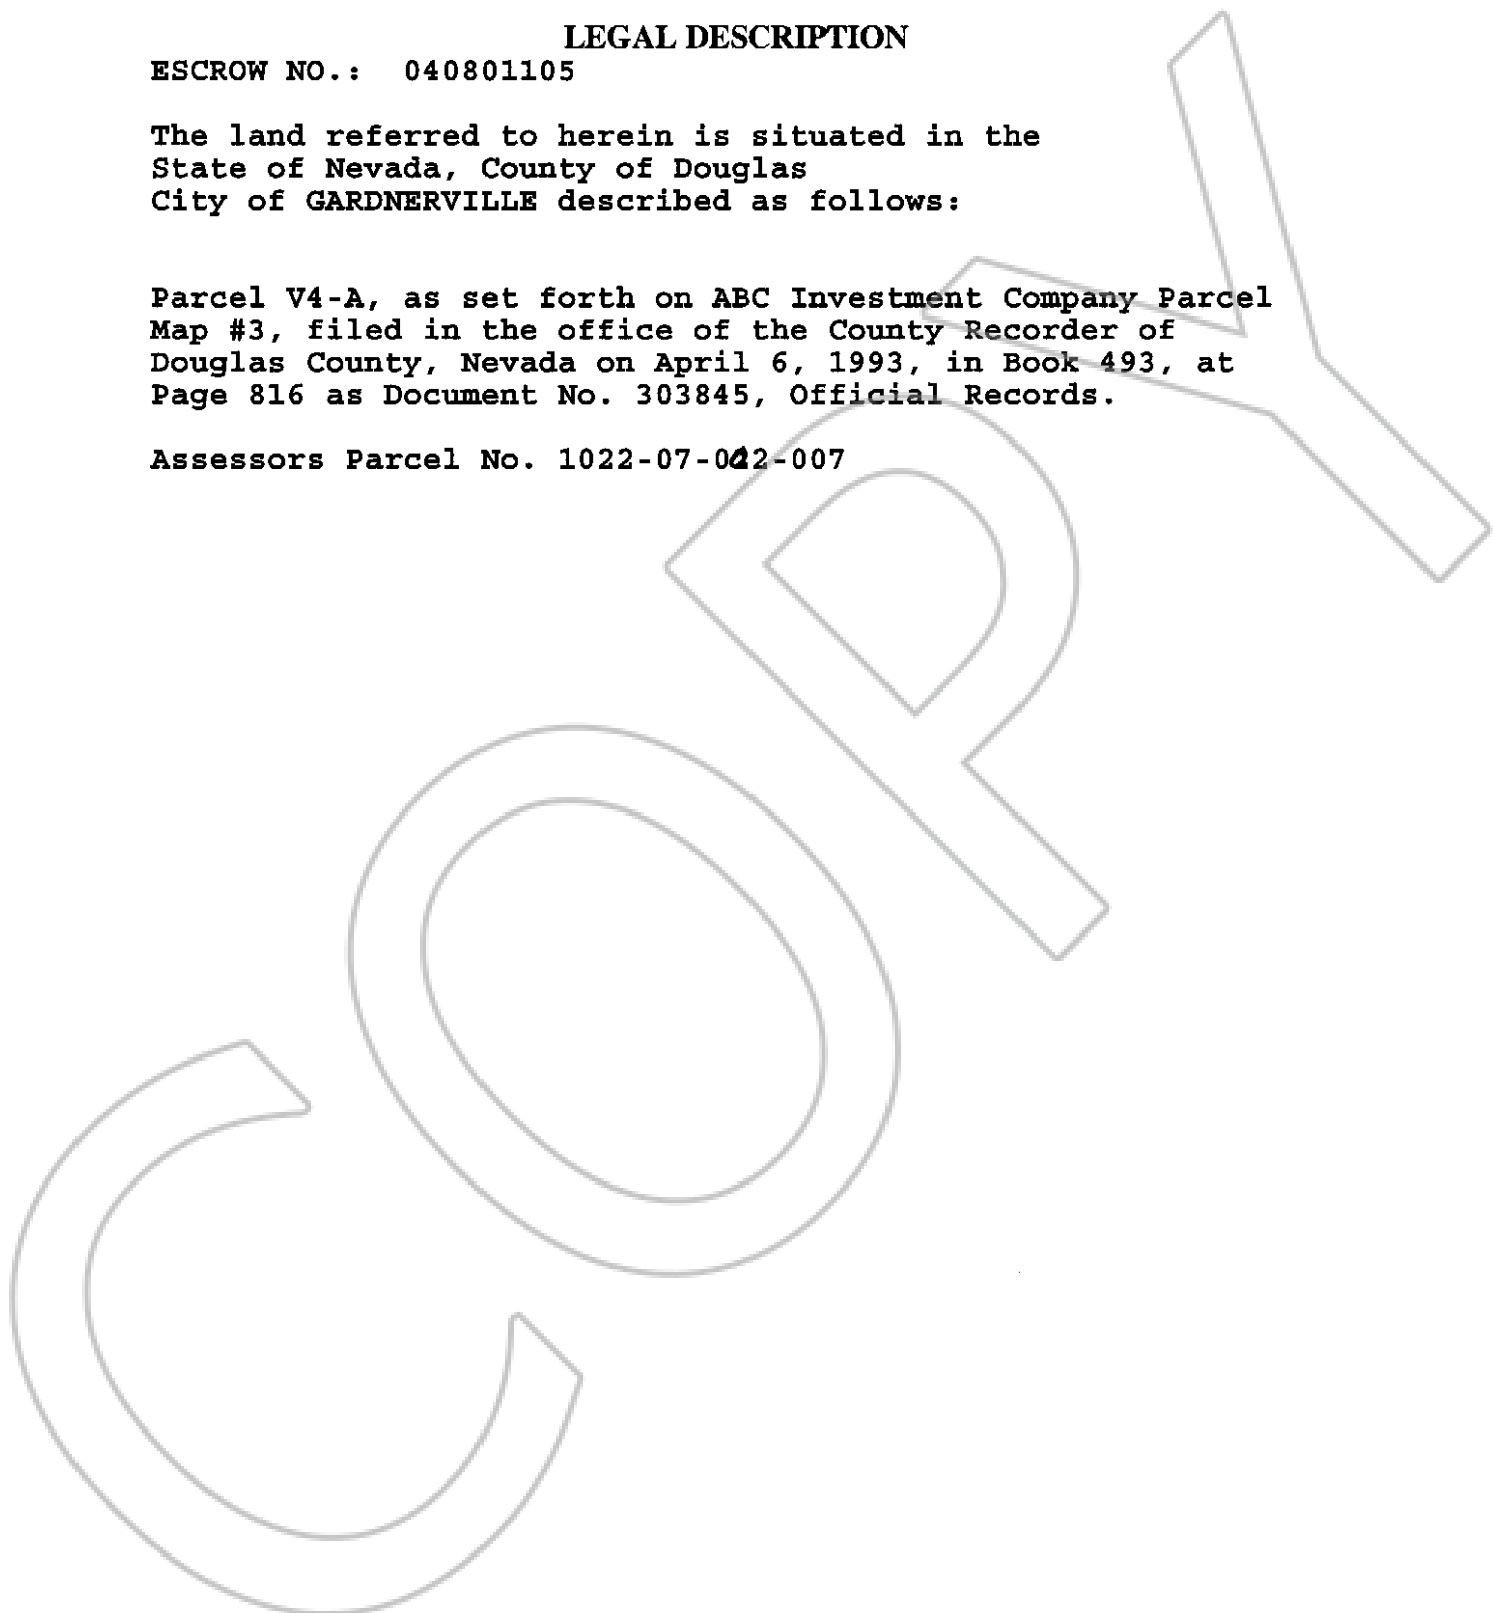 LEGAL DESCRIPTION
ESCROW NO.: 040801105
The land referred to herein is situated in the
State of Nevada, County of Douglas
City of GARDNERVILLE described as follows:
Parcel V4-A, as set forth on ABC Investment Company Parcel
Map #3, filed in the office of the County Recorder of
Douglas County, Nevada on April 6, 1993, in Book 493, at
Page 816 as Document No. 303845, Official Records.
Assessors Parcel No.
COPY